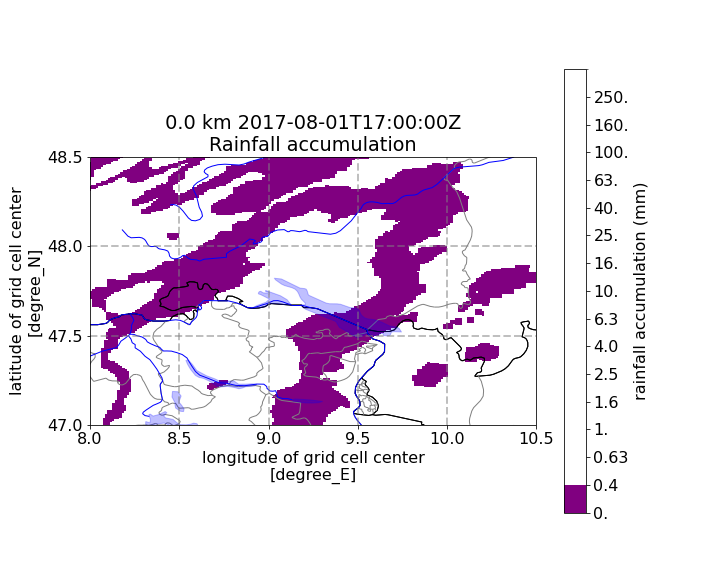 0.0 km 2017-08-01T17:00:00Z
Rainfall accumulation
48.5
48.0
47.5
47.0
latitude of grid cell center
[degree_N]
8.0 8.5 9.0 9.5 10.0 10.5
longitude of grid cell center
[degree_E]
250.
160.
100.
63.
40.
25.
16.
10.
6.3
4.0
2.5
1.6
1.
0.63
0.4
0.
rainfall accumulation (mm)